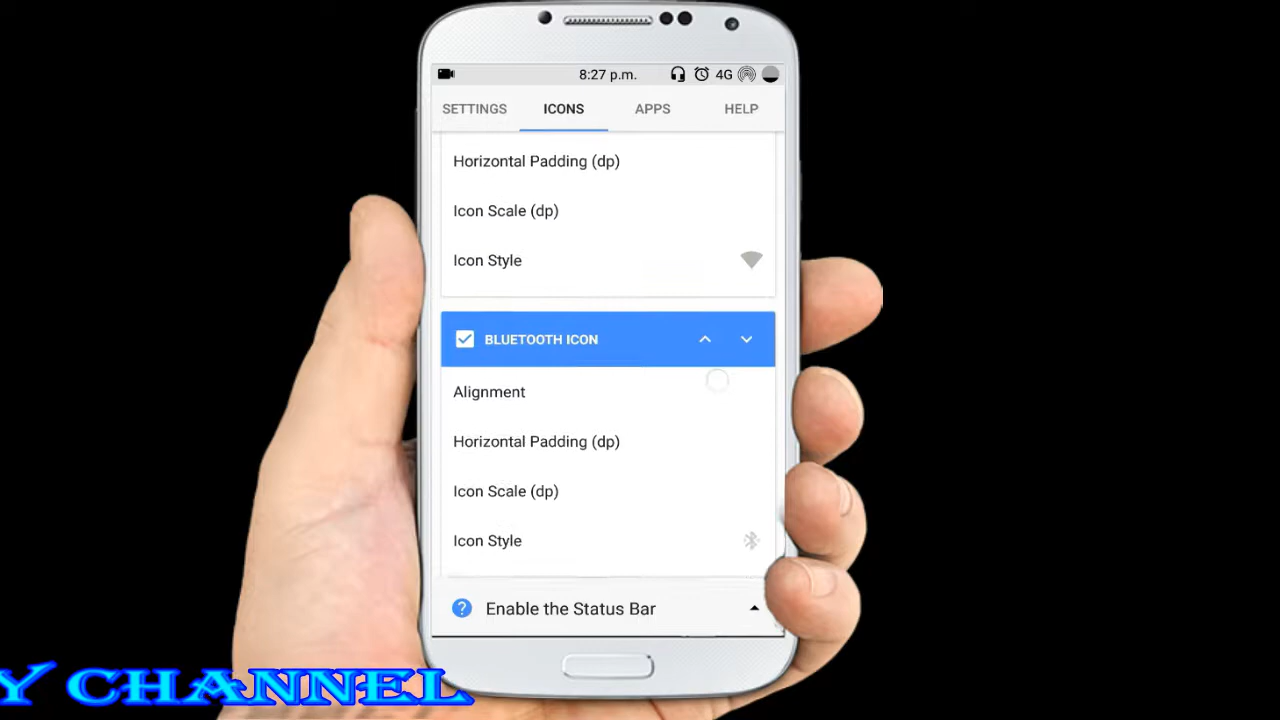 8:27 p.m. 4G
SETTINGS ICONS APPS HELP
Horizontal Padding (dp)
Icon Scale (dp)
Icon Style
BLUETOOTH ICON
Alignment
Horizontal Padding (dp)
Icon Scale (dp)
Icon Style
? Enable the Status Bar
Y CHANNEL